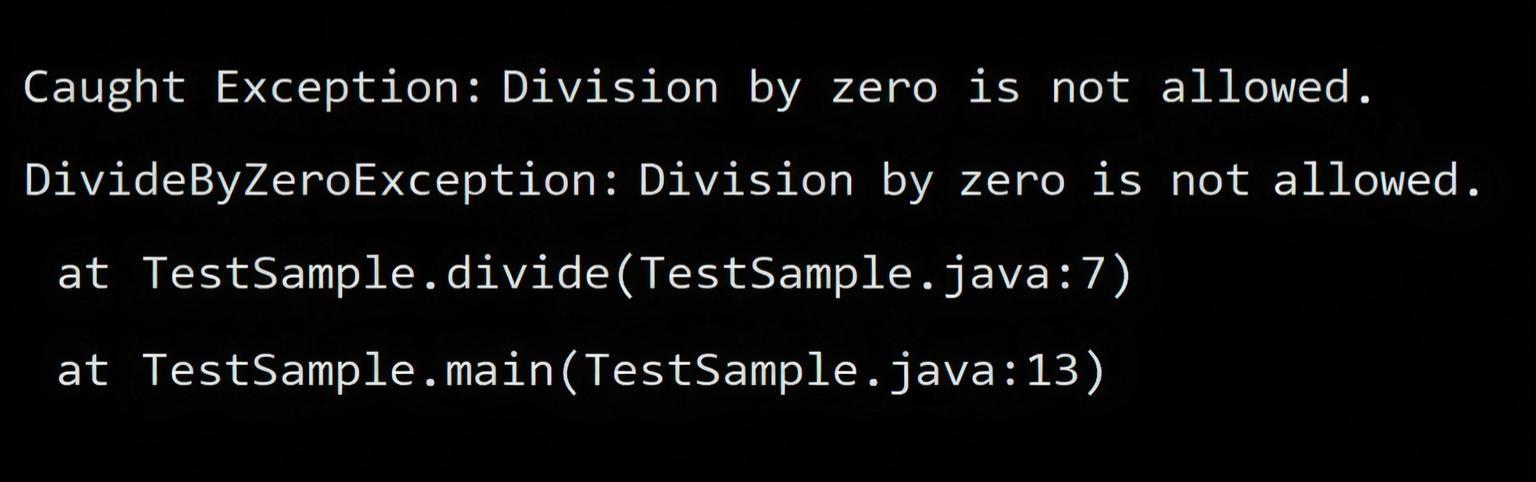 Caught Exception: Division by zero is not allowed.
DivideByZeroException: Division by zero is not allowed.
at TestSample.divide(TestSample.java:7)
at TestSample.main(TestSample.java:13)